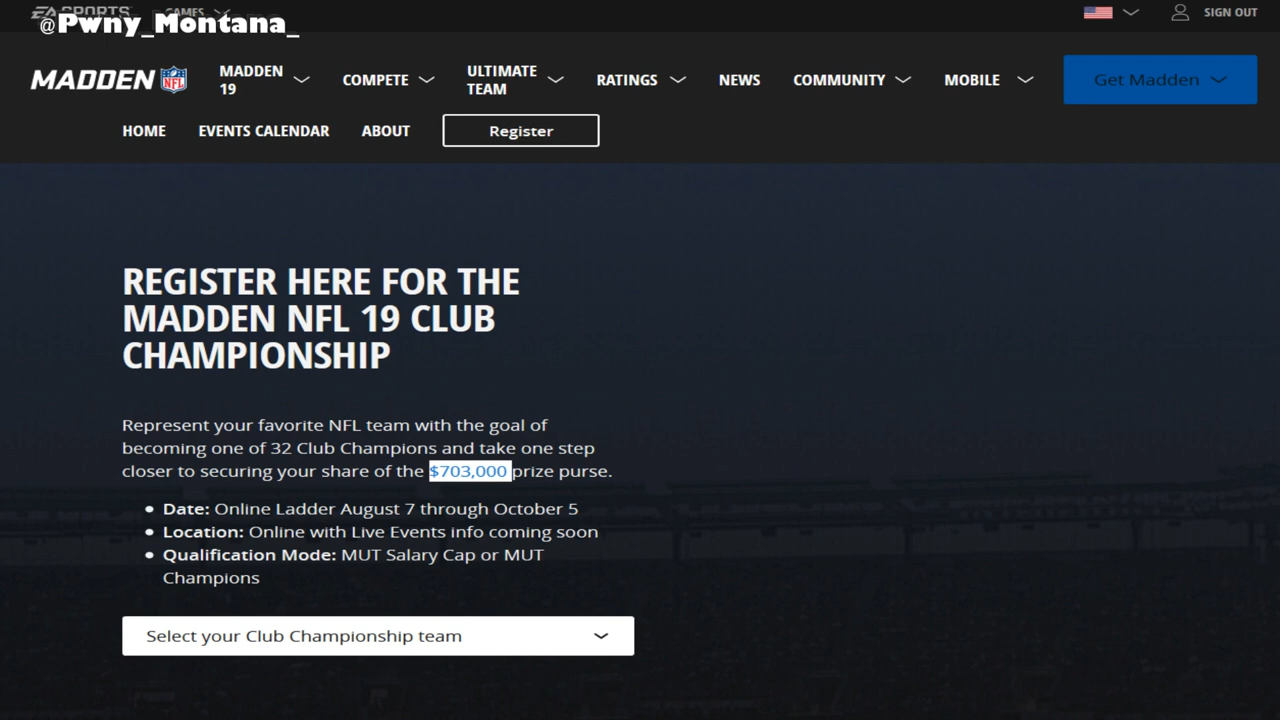 EA SPORTS GAMES
@Pwny_Montana_
SIGN OUT
MADDEN NFL
MADDEN 19
COMPETE
ULTIMATE TEAM
RATINGS
NEWS
COMMUNITY
MOBILE
Get Madden
HOME
EVENTS CALENDAR
ABOUT
Register
REGISTER HERE FOR THE
MADDEN NFL 19 CLUB
CHAMPIONSHIP
Represent your favorite NFL team with the goal of
becoming one of 32 Club Champions and take one step
closer to securing your share of the $703,000 prize purse.
• Date: Online Ladder August 7 through October 5
• Location: Online with Live Events info coming soon
• Qualification Mode: MUT Salary Cap or MUT
Champions
Select your Club Championship team